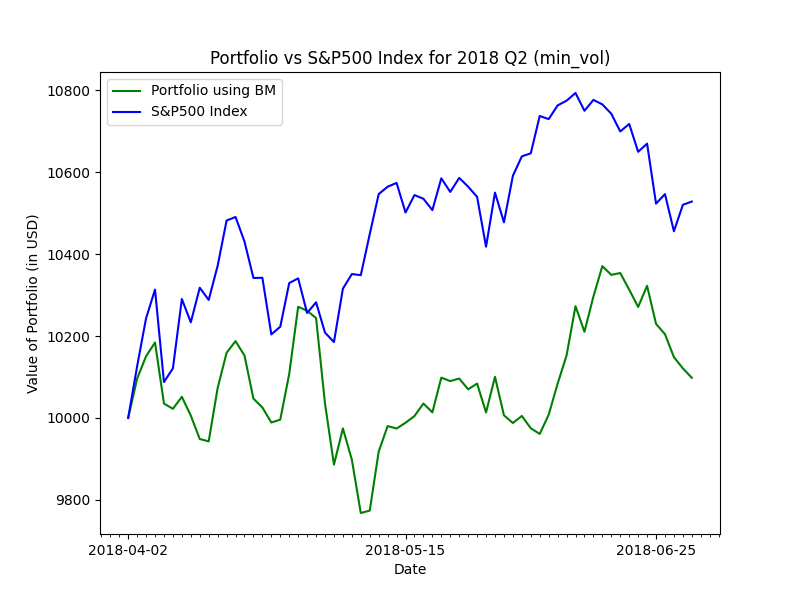 Portfolio vs S&P500 Index for 2018 Q2 (min_vol)
Portfolio using BM
S&P500 Index
Value of Portfolio (in USD)
10800
10600
10400
10200
10000
9800
2018-04-02
2018-05-15
2018-06-25
Date